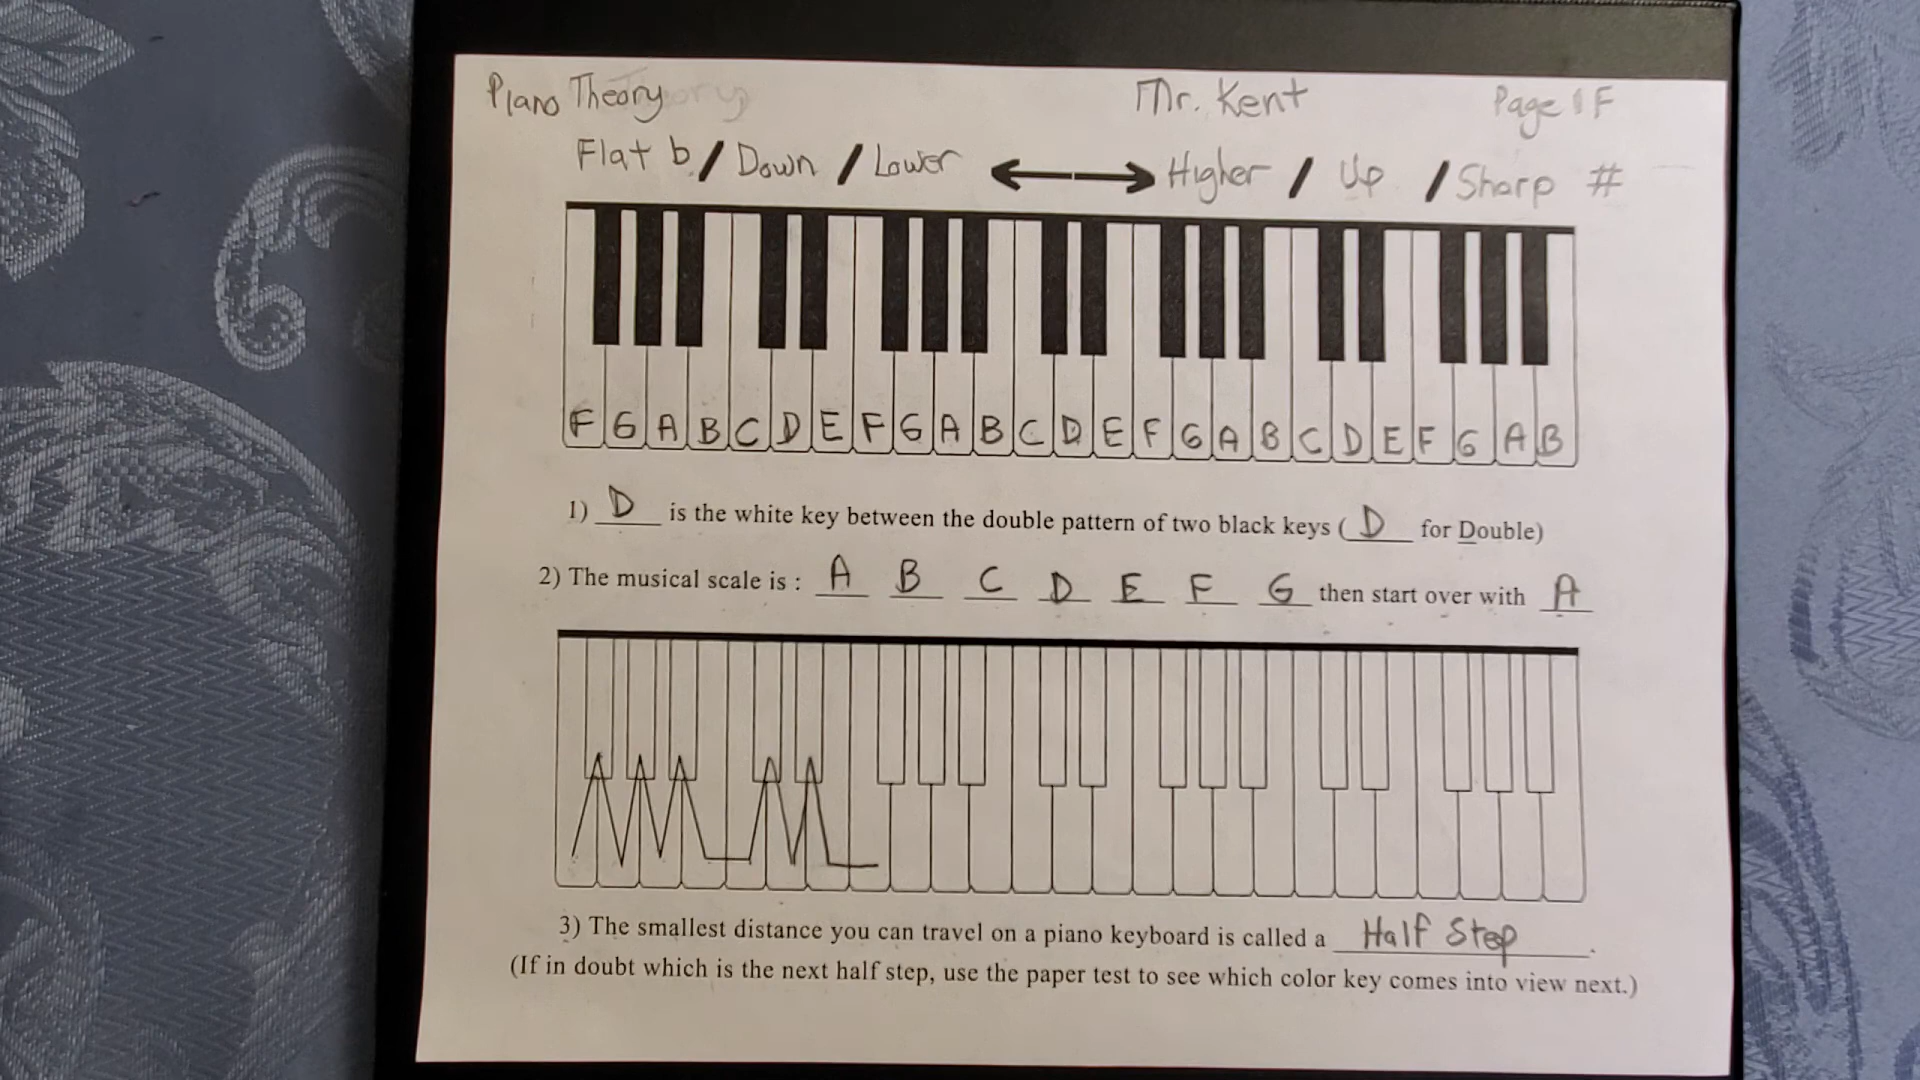 Piano Theory Mr. Kent Page 1F
Flat b / Down / Lower ⟷ Higher / Up / Sharp #
F G A B C D E F G A B C D E F G A B C D E F G A B
1) D is the white key between the double pattern of two black keys ( D for Double)
2) The musical scale is : A B C D E F G then start over with A
3) The smallest distance you can travel on a piano keyboard is called a Half Step .
(If in doubt which is the next half step, use the paper test to see which color key comes into view next.)